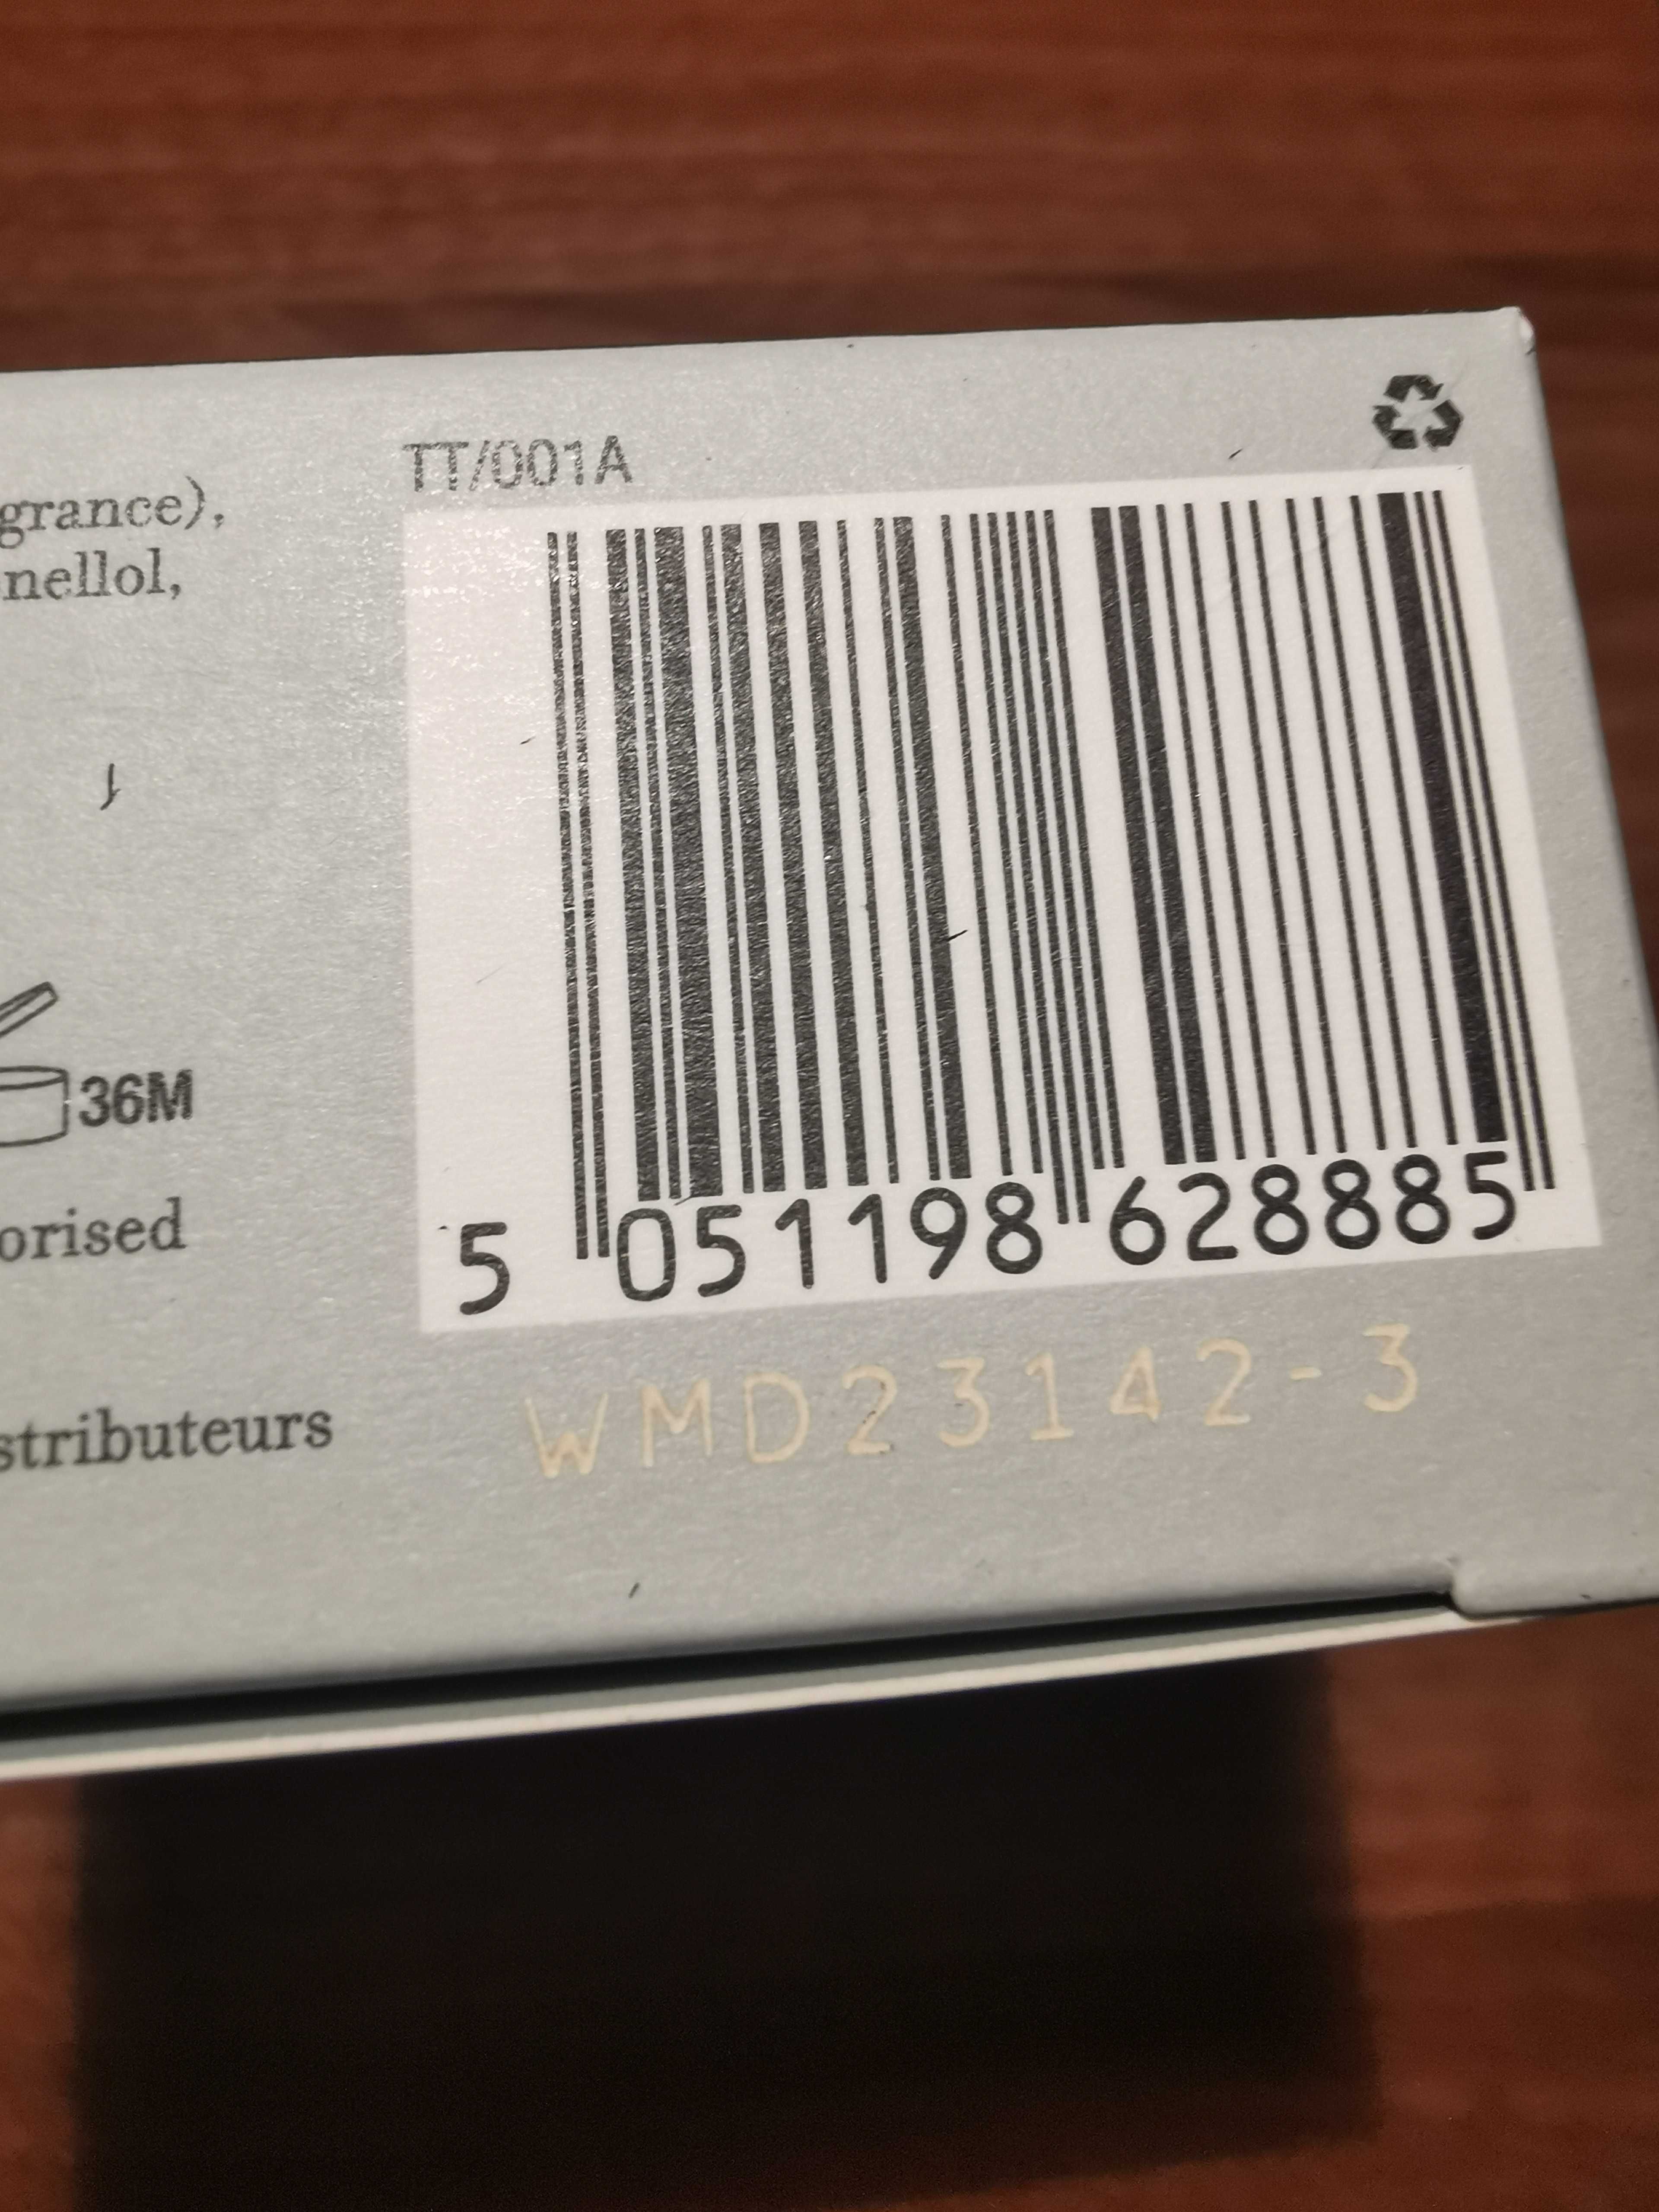 TT/001A
grance),
nellol,
36M
orised
5 051198 628885
WMD23142-3
stributeurs